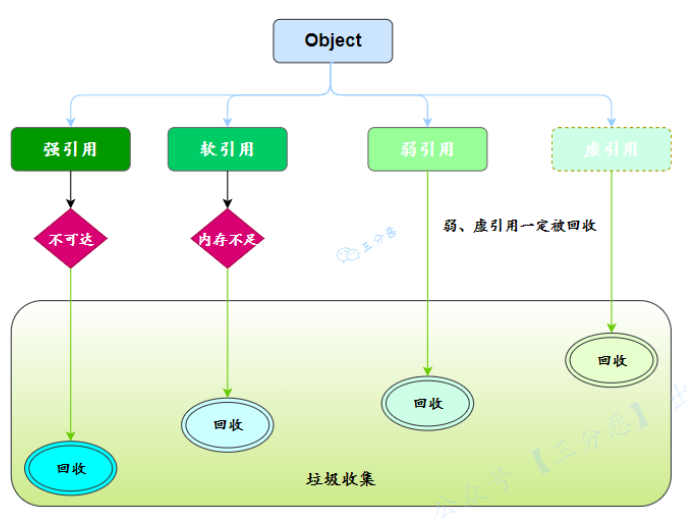 Object
强引用
软引用
弱引用
虚引用
不可达
内存不足
三分恶
弱、虚引用一定被回收
回收
回收
回收
回收
垃圾收集
公众号【三分恶】出